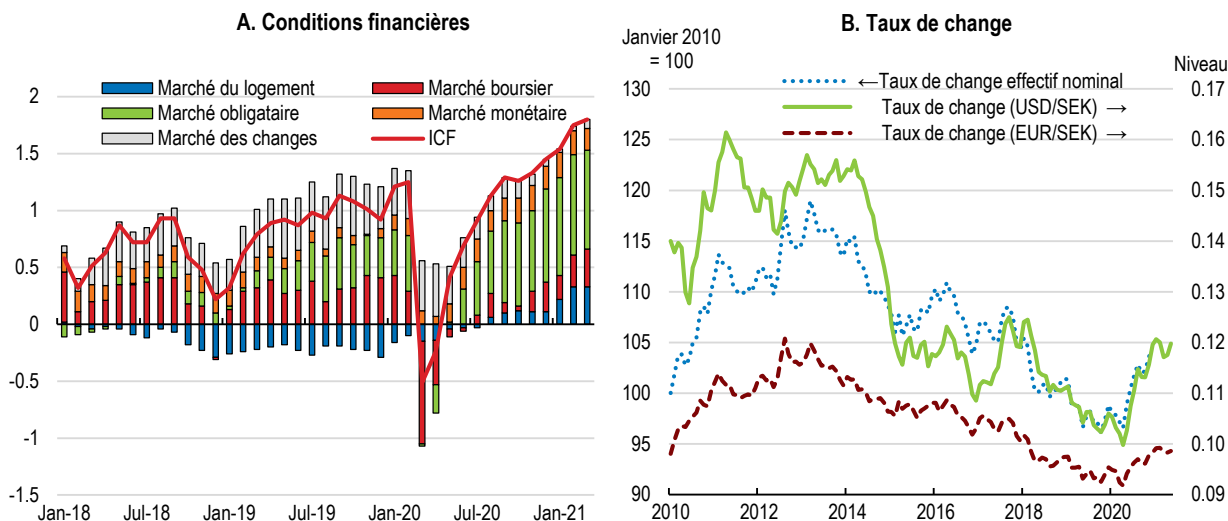 A. Conditions financières
Marché du logement
Marché boursier
Marché obligataire
Marché monétaire
Marché des changes
ICF
2
1.5
1
0.5
0
-0.5
-1
-1.5
Jan-18
Jul-18
Jan-19
Jul-19
Jan-20
Jul-20
Jan-21
B. Taux de change
Janvier 2010
= 100
Niveau
←Taux de change effectif nominal
Taux de change (USD/SEK) →
Taux de change (EUR/SEK) →
130
125
120
115
110
105
100
95
90
0.17
0.16
0.15
0.14
0.13
0.12
0.11
0.10
0.09
2010
2012
2014
2016
2018
2020